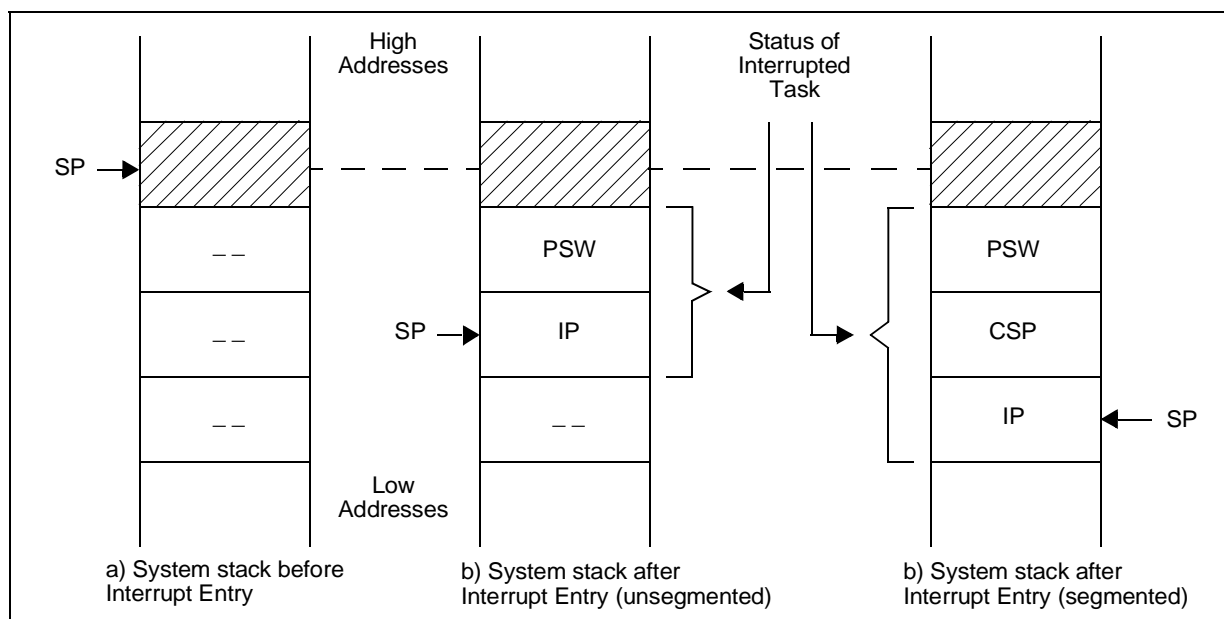 High
Addresses
Status of
Interrupted
Task
SP
_ _
PSW
PSW
SP
_ _
IP
CSP
_ _
_ _
IP
SP
Low
Addresses
a) System stack before
Interrupt Entry
b) System stack after
Interrupt Entry (unsegmented)
b) System stack after
Interrupt Entry (segmented)